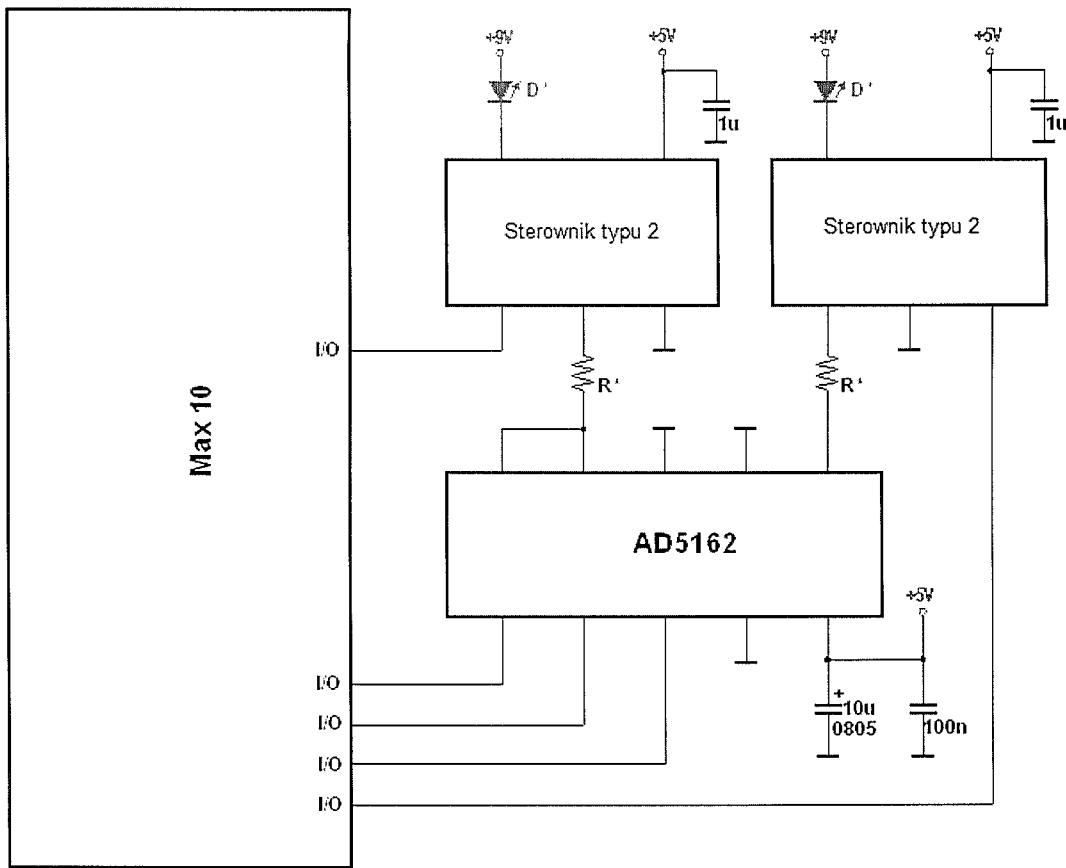 +9V
+5V
+9V
+5V
D*
1u
D*
1u
Sterownik typu 2
Sterownik typu 2
I/O
R*
R*
Max 10
AD5162
+5V
I/O
+
10u
0805
100n
I/O
I/O
I/O